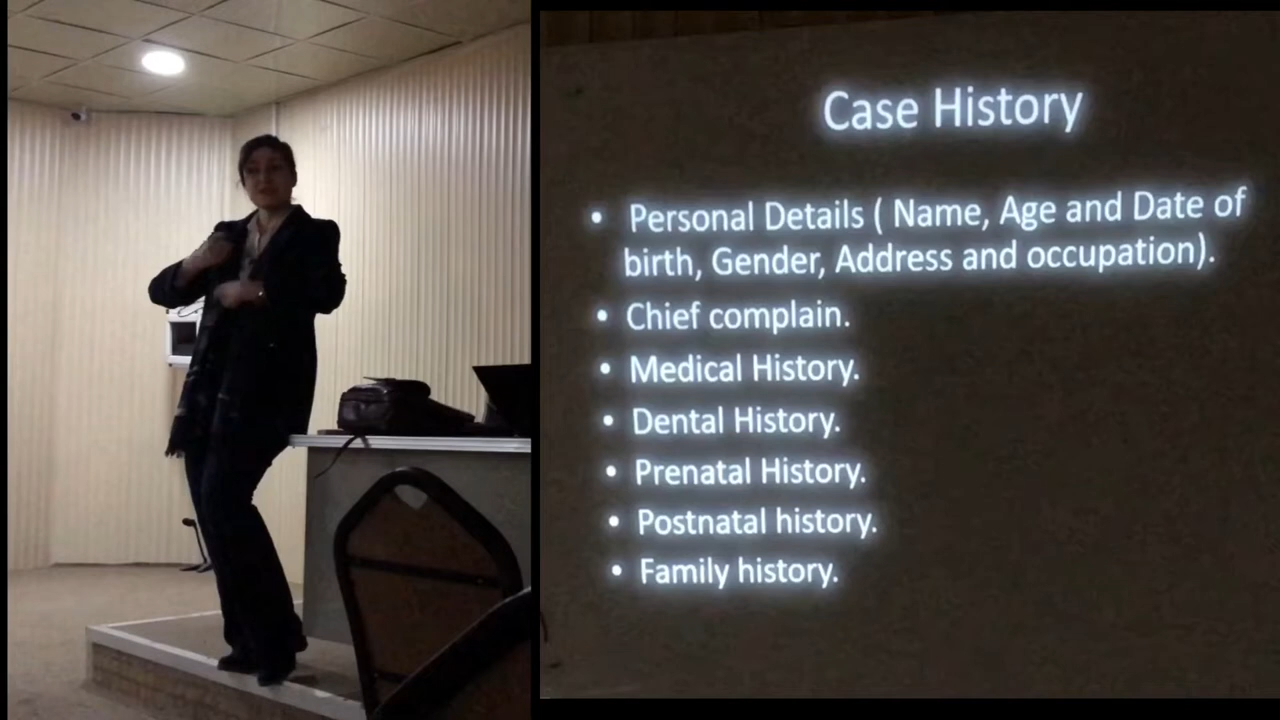 Case History
• Personal Details ( Name, Age and Date of
birth, Gender, Address and occupation).
• Chief complain.
• Medical History.
• Dental History.
• Prenatal History.
• Postnatal history.
• Family history.